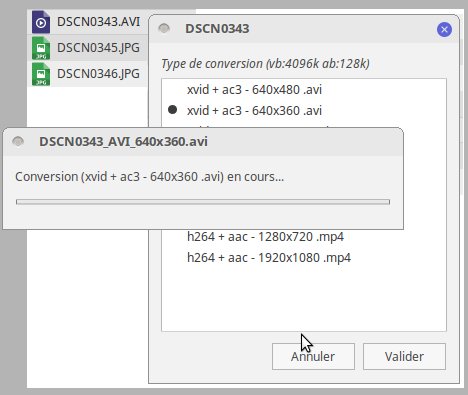 DSCN0343.AVI
DSCN0345.JPG
JPG
DSCN0346.JPG
JPG
DSCN0343
Type de conversion (vb:4096k ab:128k)
xvid + ac3 - 640x480 .avi
xvid + ac3 - 640x360 .avi
DSCN0343_AVI_640x360.avi
Conversion (xvid + ac3 - 640x360 .avi) en cours...
h264 + aac - 1280x720 .mp4
h264 + aac - 1920x1080 .mp4
Annuler
Valider